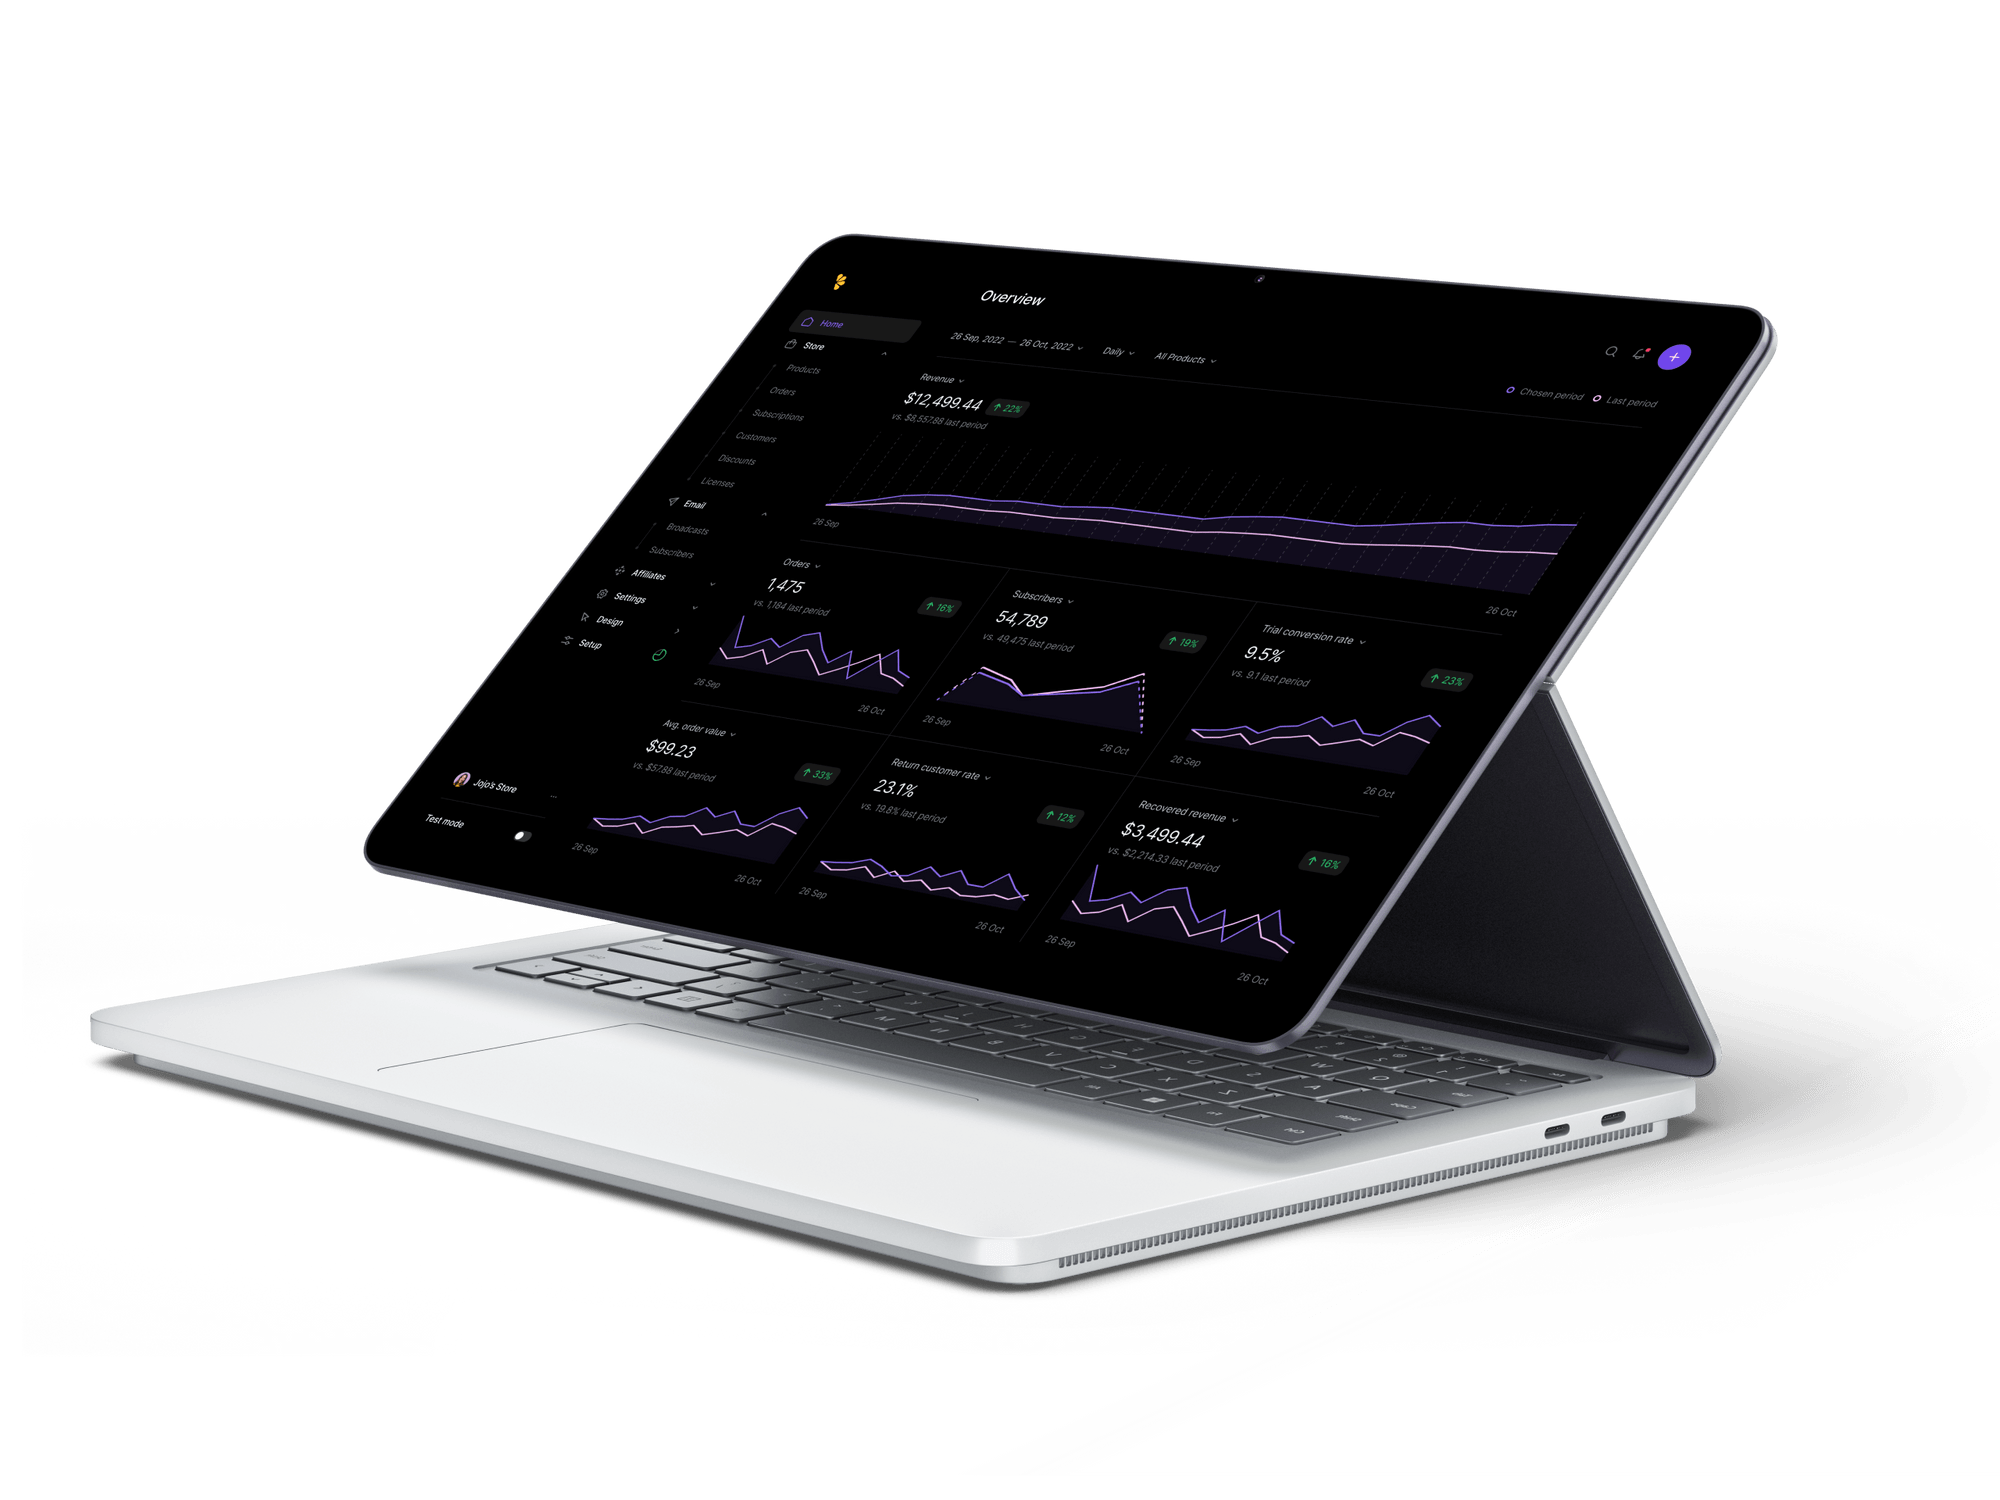 Overview
Home
Store
Products
Orders
Subscriptions
Customers
Discounts
Licenses
Email
Broadcasts
Subscribers
Affiliates
Settings
Design
Setup
Jojo's Store
Test mode
26 Sep, 2022 — 26 Oct, 2022
Daily
All Products
Chosen period
Last period
Revenue
$12,499.44
22%
vs. $8,557.88 last period
26 Sep
26 Oct
Orders
1,475
16%
vs. 1,184 last period
26 Sep
26 Oct
Subscribers
54,789
19%
vs. 49,475 last period
26 Sep
26 Oct
Trial conversion rate
9.5%
23%
vs. 9.1 last period
26 Sep
26 Oct
Avg. order value
$99.23
33%
vs. $57.98 last period
26 Sep
26 Oct
Return customer rate
23.1%
12%
vs. 19.8% last period
26 Sep
26 Oct
Recovered revenue
$3,499.44
16%
vs. $2,214.33 last period
26 Sep
26 Oct